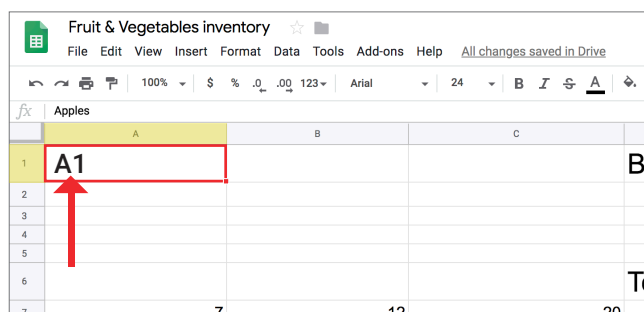 Fruit & Vegetables inventory
File Edit View Insert Format Data Tools Add-ons Help All changes saved in Drive
100% $ % .0 .00 123 Arial 24 B I S A
fx Apples
A B C
1 A1 B
2
3
4
5
6
7 7 12 20